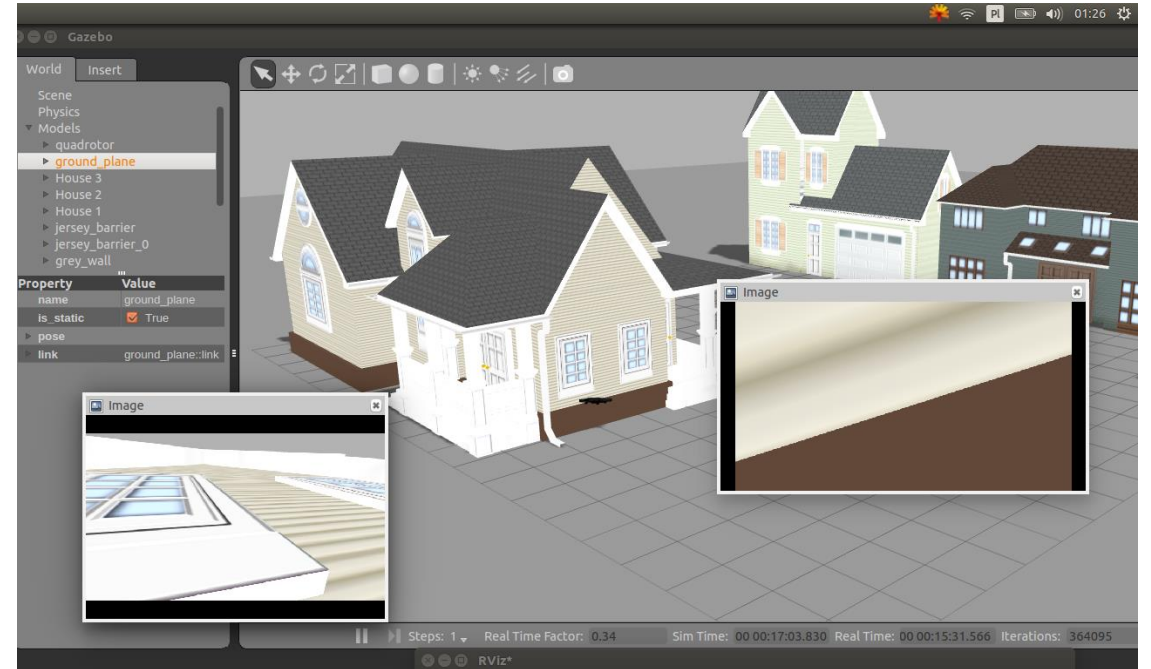 Pl 01:26
Gazebo
World Insert
Scene
Physics
Models
quadrotor
ground_plane
House 3
House 2
House 1
jersey_barrier
jersey_barrier_0
grey_wall
Property Value
name ground_plane
is_static True
pose
link ground_plane::link
Image
Image
Steps: 1 Real Time Factor: 0.34 Sim Time: 00 00:17:03.830 Real Time: 00 00:15:31.566 Iterations: 364095
RViz*